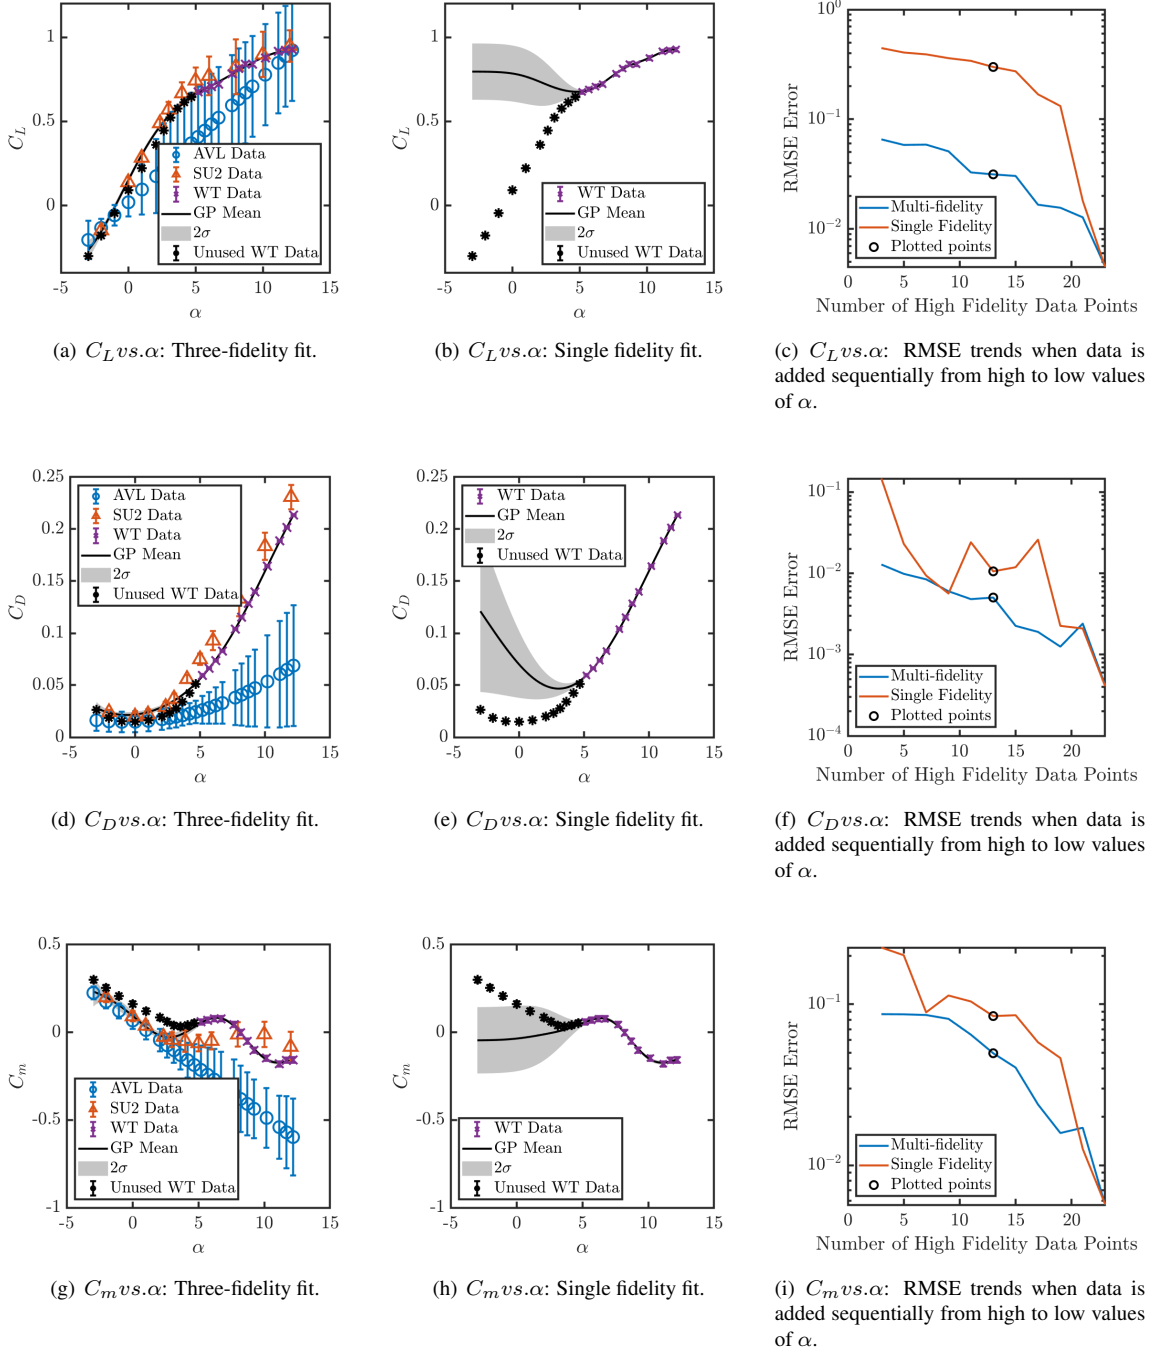 1
0.5
0
-5
0
5
10
15
C_L
α
AVL Data
SU2 Data
WT Data
GP Mean
2σ
Unused WT Data
(a) C_L vs.α: Three-fidelity fit.
1
0.5
0
-5
0
5
10
15
C_L
α
WT Data
GP Mean
2σ
Unused WT Data
(b) C_L vs.α: Single fidelity fit.
10^0
10^-1
10^-2
0
5
10
15
20
RMSE Error
Number of High Fidelity Data Points
Multi-fidelity
Single Fidelity
Plotted points
(c) C_L vs.α: RMSE trends when data is
added sequentially from high to low values
of α.
0.25
0.2
0.15
0.1
0.05
0
-5
0
5
10
15
C_D
α
AVL Data
SU2 Data
WT Data
GP Mean
2σ
Unused WT Data
(d) C_D vs.α: Three-fidelity fit.
0.25
0.2
0.15
0.1
0.05
0
-5
0
5
10
15
C_D
α
WT Data
GP Mean
2σ
Unused WT Data
(e) C_D vs.α: Single fidelity fit.
10^-1
10^-2
10^-3
10^-4
0
5
10
15
20
RMSE Error
Number of High Fidelity Data Points
Multi-fidelity
Single Fidelity
Plotted points
(f) C_D vs.α: RMSE trends when data is
added sequentially from high to low values
of α.
0.5
0
-0.5
-1
-5
0
5
10
15
C_m
α
AVL Data
SU2 Data
WT Data
GP Mean
2σ
Unused WT Data
(g) C_m vs.α: Three-fidelity fit.
0.5
0
-0.5
-1
-5
0
5
10
15
C_m
α
WT Data
GP Mean
2σ
Unused WT Data
(h) C_m vs.α: Single fidelity fit.
10^-1
10^-2
0
5
10
15
20
RMSE Error
Number of High Fidelity Data Points
Multi-fidelity
Single Fidelity
Plotted points
(i) C_m vs.α: RMSE trends when data is
added sequentially from high to low values
of α.